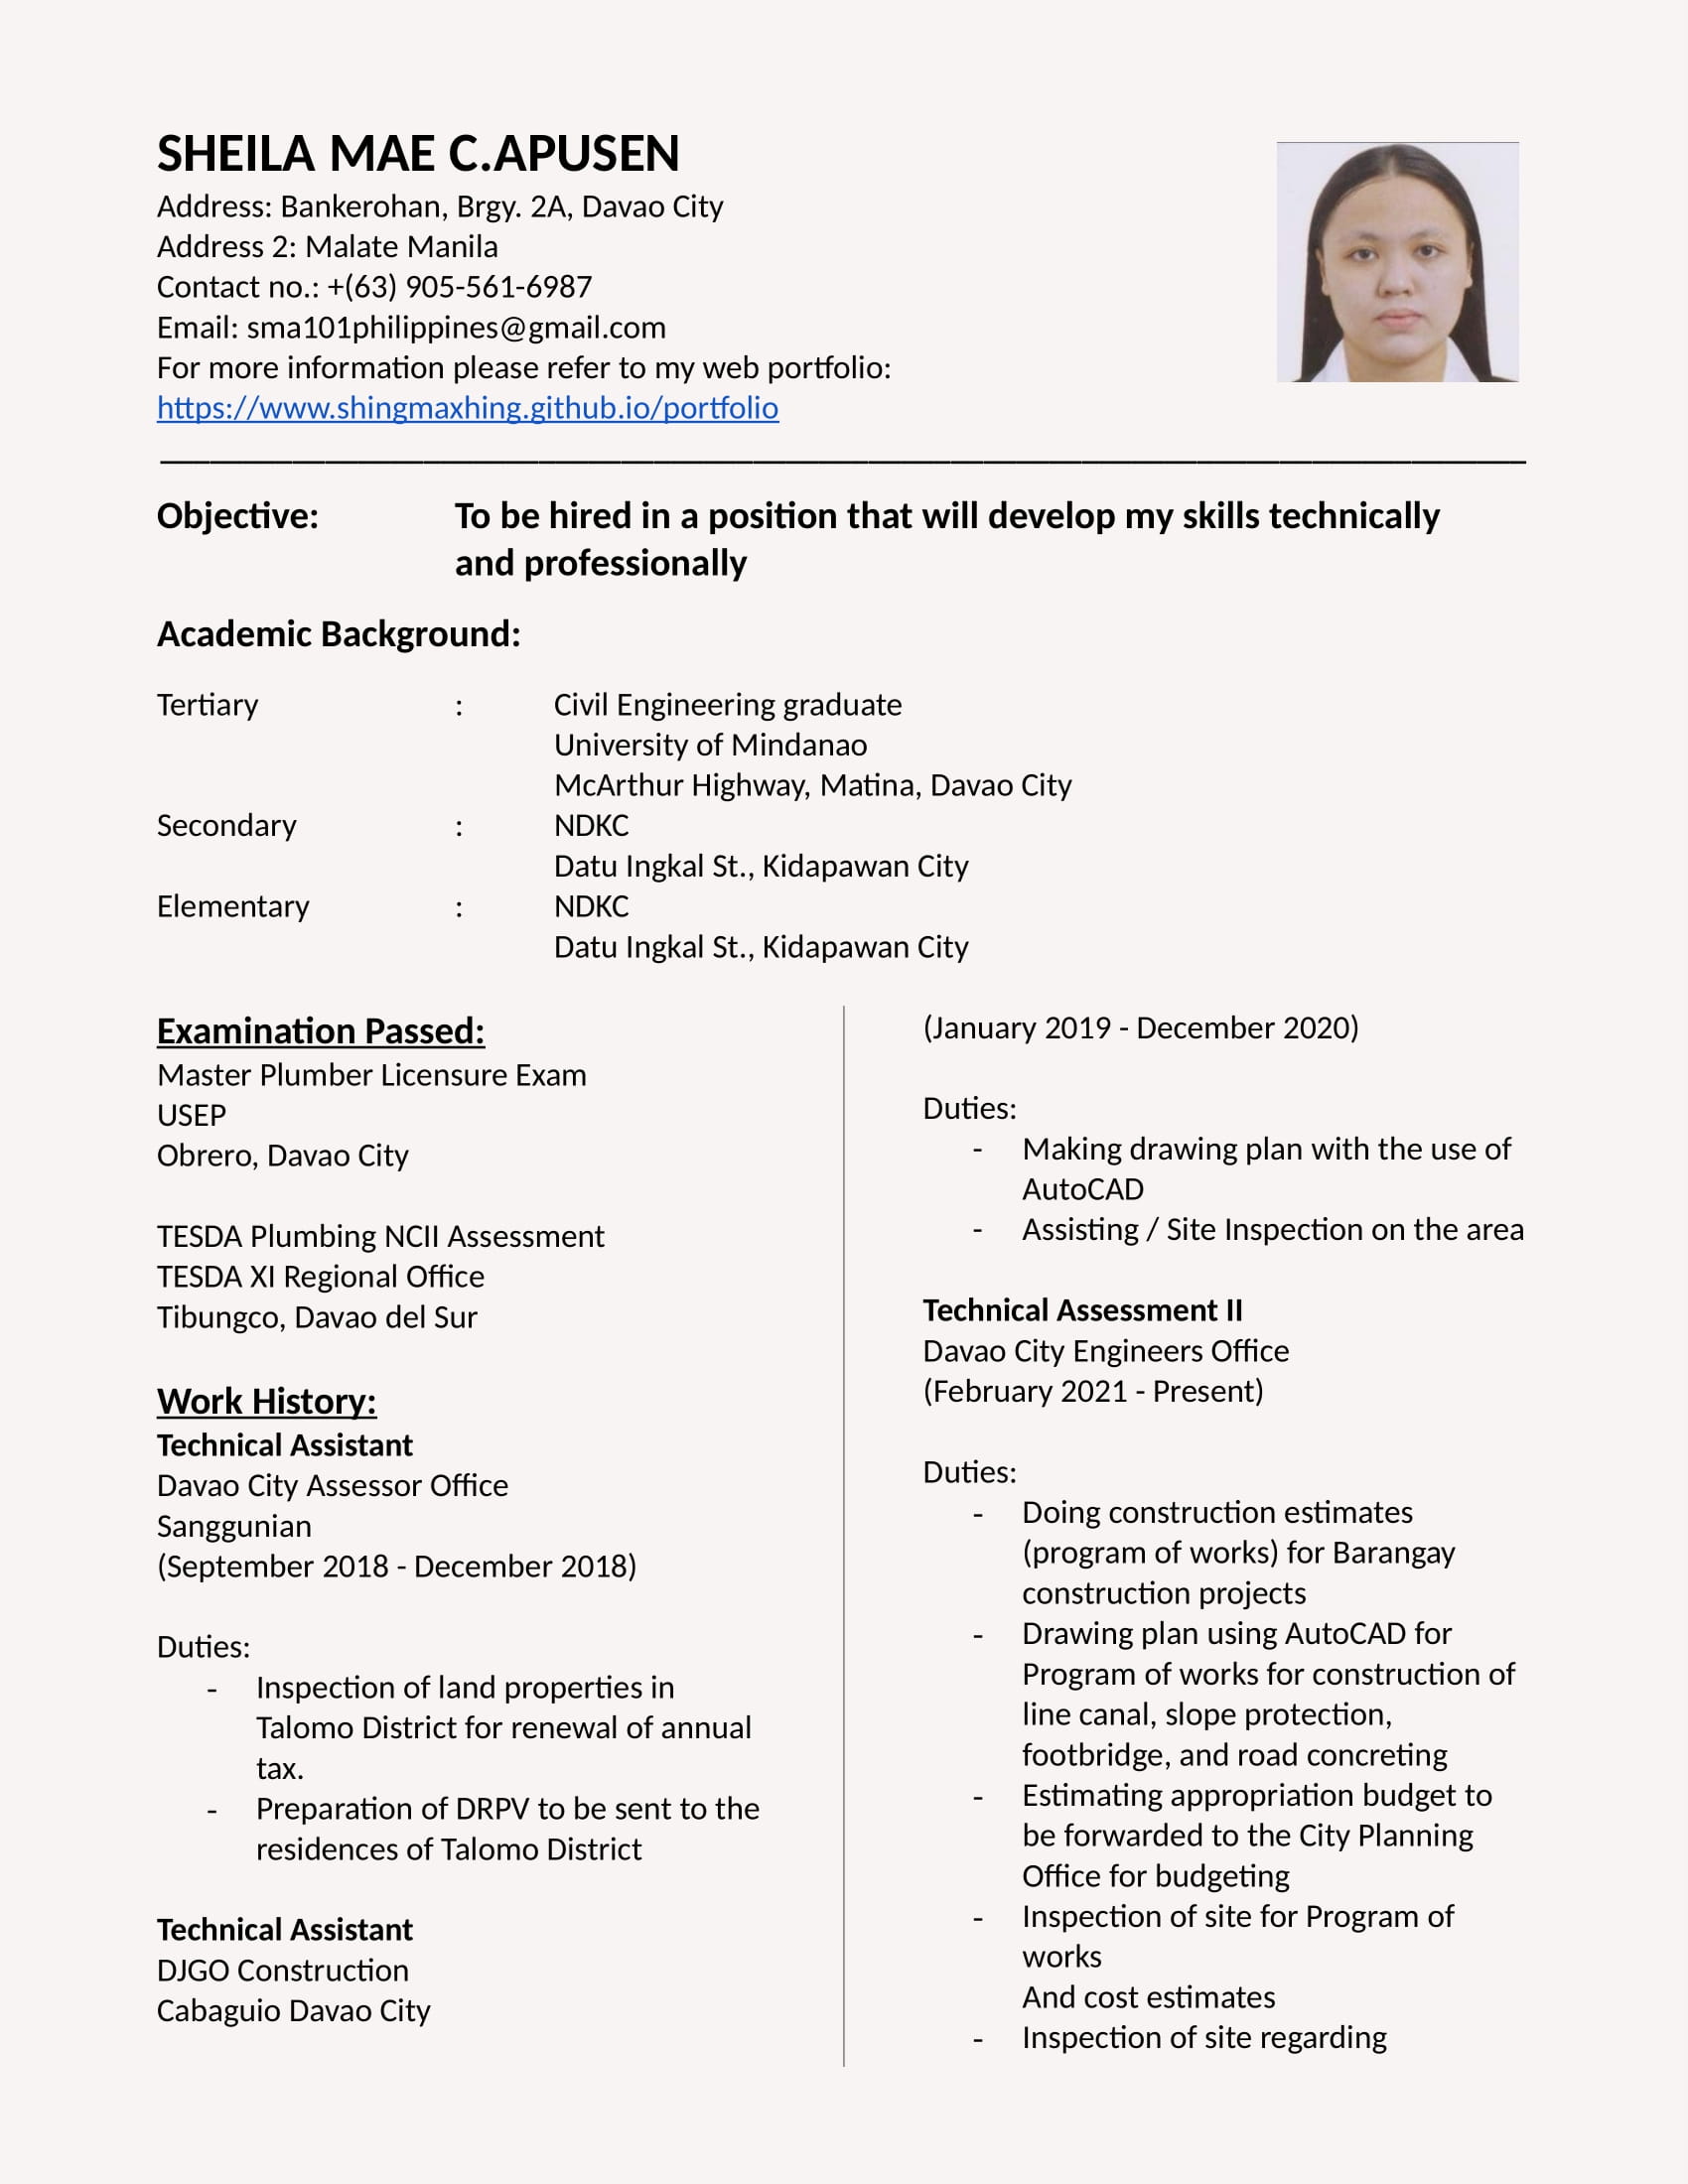 SHEILA MAE C.APUSEN
Address: Bankerohan, Brgy. 2A, Davao City
Address 2: Malate Manila
Contact no.: +(63) 905-561-6987
Email: sma101philippines@gmail.com
For more information please refer to my web portfolio:
https://www.shingmaxhing.github.io/portfolio
Objective: To be hired in a position that will develop my skills technically
and professionally
Academic Background:
Tertiary : Civil Engineering graduate
University of Mindanao
McArthur Highway, Matina, Davao City
Secondary : NDKC
Datu Ingkal St., Kidapawan City
Elementary : NDKC
Datu Ingkal St., Kidapawan City
Examination Passed:
Master Plumber Licensure Exam
USEP
Obrero, Davao City
TESDA Plumbing NCII Assessment
TESDA XI Regional Office
Tibungco, Davao del Sur
Work History:
Technical Assistant
Davao City Assessor Office
Sanggunian
(September 2018 - December 2018)
Duties:
- Inspection of land properties in
Talomo District for renewal of annual
tax.
- Preparation of DRPV to be sent to the
residences of Talomo District
Technical Assistant
DJGO Construction
Cabaguio Davao City
(January 2019 - December 2020)
Duties:
- Making drawing plan with the use of
AutoCAD
- Assisting / Site Inspection on the area
Technical Assessment II
Davao City Engineers Office
(February 2021 - Present)
Duties:
- Doing construction estimates
(program of works) for Barangay
construction projects
- Drawing plan using AutoCAD for
Program of works for construction of
line canal, slope protection,
footbridge, and road concreting
- Estimating appropriation budget to
be forwarded to the City Planning
Office for budgeting
- Inspection of site for Program of
works
And cost estimates
- Inspection of site regarding